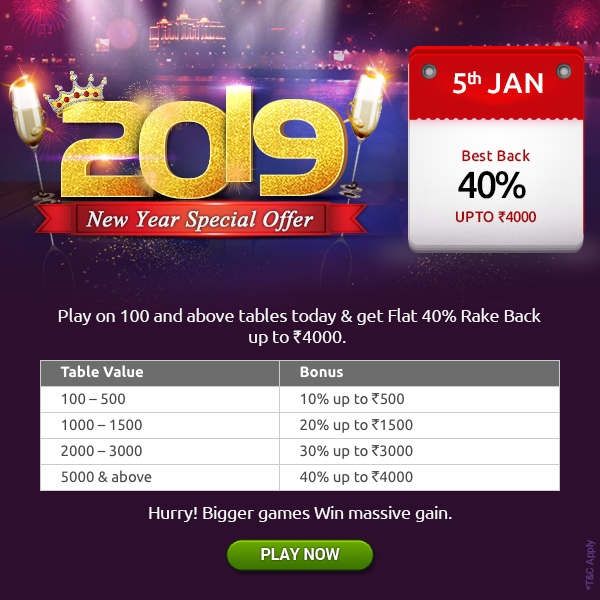 2019
New Year Special Offer
5th JAN
Best Back
40%
UPTO ₹4000
Play on 100 and above tables today & get Flat 40% Rake Back
up to ₹4000.
Table Value Bonus
100 – 500 10% up to ₹500
1000 – 1500 20% up to ₹1500
2000 – 3000 30% up to ₹3000
5000 & above 40% up to ₹4000
Hurry! Bigger games Win massive gain.
PLAY NOW
*T&C Apply